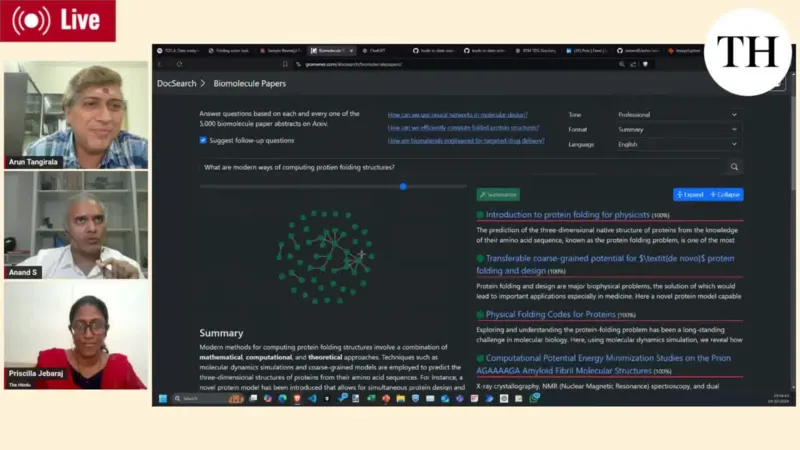 Live
TH
Arun Tangirala
Anand S
Priscilla Jebaraj
The Hindu
ChatGPT
gramener.com/docsearch/biomoleculepapers/
DocSearch
Biomolecule Papers
Answer questions based on each and every one of the
5,000 biomolecule paper abstracts on Arxiv.
Suggest follow-up questions
How can we use neural networks in molecular design?
How can we efficiently compute folded protein structures?
How are biomaterials engineered for targeted drug delivery?
Tone
Professional
Format
Summary
Language
English
What are modern ways of computing protien folding structures?
Summarize
Expand
Collapse
Introduction to protein folding for physicists (100%)
The prediction of the three-dimensional native structure of proteins from the knowledge
of their amino acid sequence, known as the protein folding problem, is one of the most
Transferable coarse-grained potential for $\textit{de novo}$ protein
folding and design (100%)
Protein folding and design are major biophysical problems, the solution of which would
lead to important applications especially in medicine. Here a novel protein model capable
Physical Folding Codes for Proteins (100%)
Exploring and understanding the protein-folding problem has been a long-standing
challenge in molecular biology. Here, using molecular dynamics simulation, we reveal how
Computational Potential Energy Minimization Studies on the Prion
AGAAAAGA Amyloid Fibril Molecular Structures (100%)
X-ray crystallography, NMR (Nuclear Magnetic Resonance) spectroscopy, and dual
Summary
Modern methods for computing protein folding structures involve a combination of
mathematical, computational, and theoretical approaches. Techniques such as
molecular dynamics simulations and coarse-grained models are employed to predict the
three-dimensional structures of proteins from their amino acid sequences. For instance, a
novel protein model has been introduced that allows for simultaneous protein design and
Search